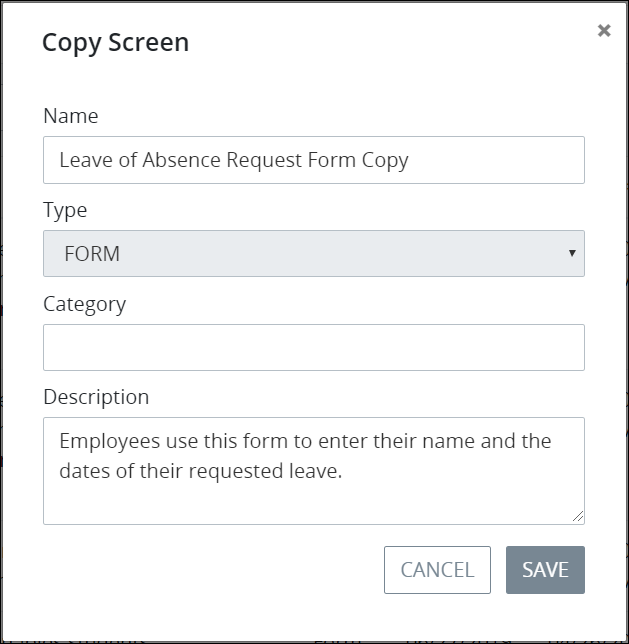 Copy Screen
×
Name
Leave of Absence Request Form Copy
Type
FORM
Category
Description
Employees use this form to enter their name and the
dates of their requested leave.
CANCEL SAVE